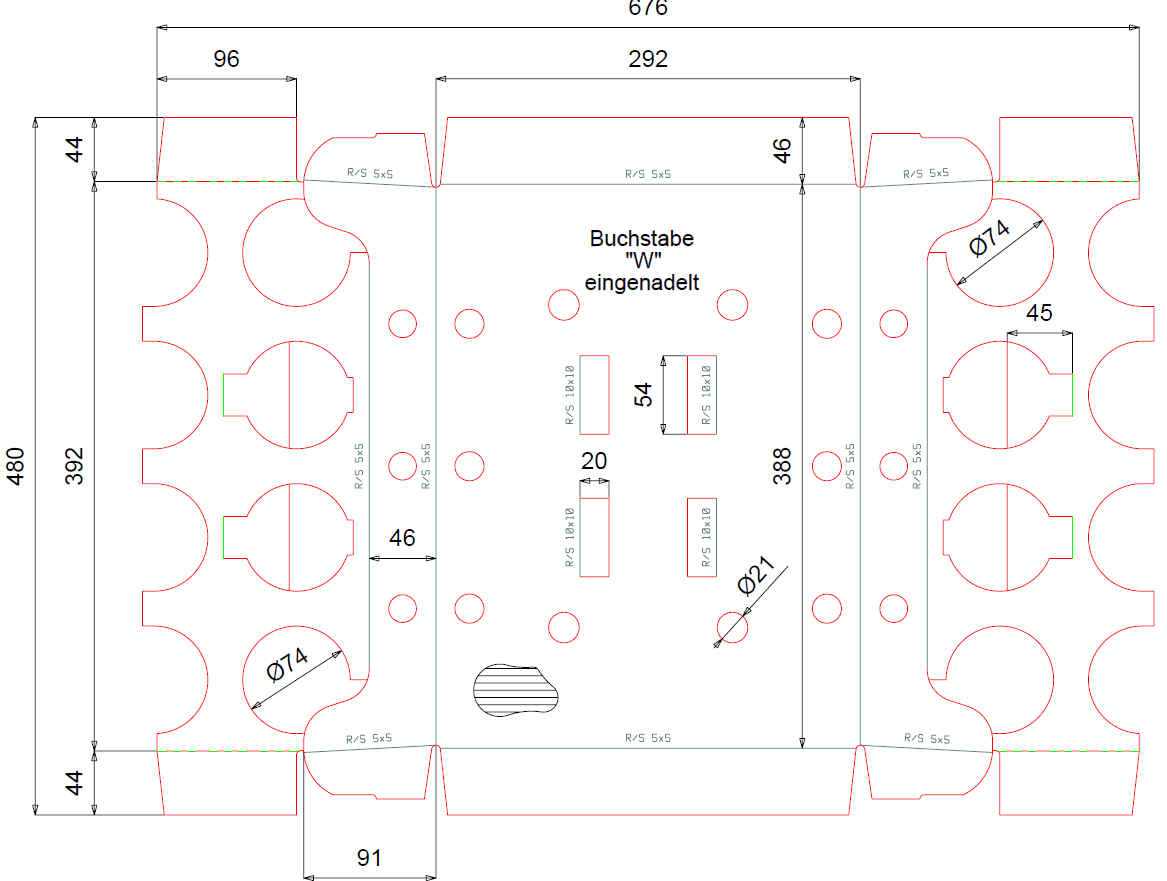 676
96
292
44
46
R/S 5x5
R/S 5x5
R/S 5x5
Buchstabe
"W"
eingenadelt
Ø74
45
R/S 10x10
54
R/S 10x10
480
392
R/S 5x5
R/S 5x5
20
388
R/S 5x5
R/S 5x5
R/S 10x10
R/S 10x10
46
Ø21
Ø74
R/S 5x5
R/S 5x5
R/S 5x5
44
91